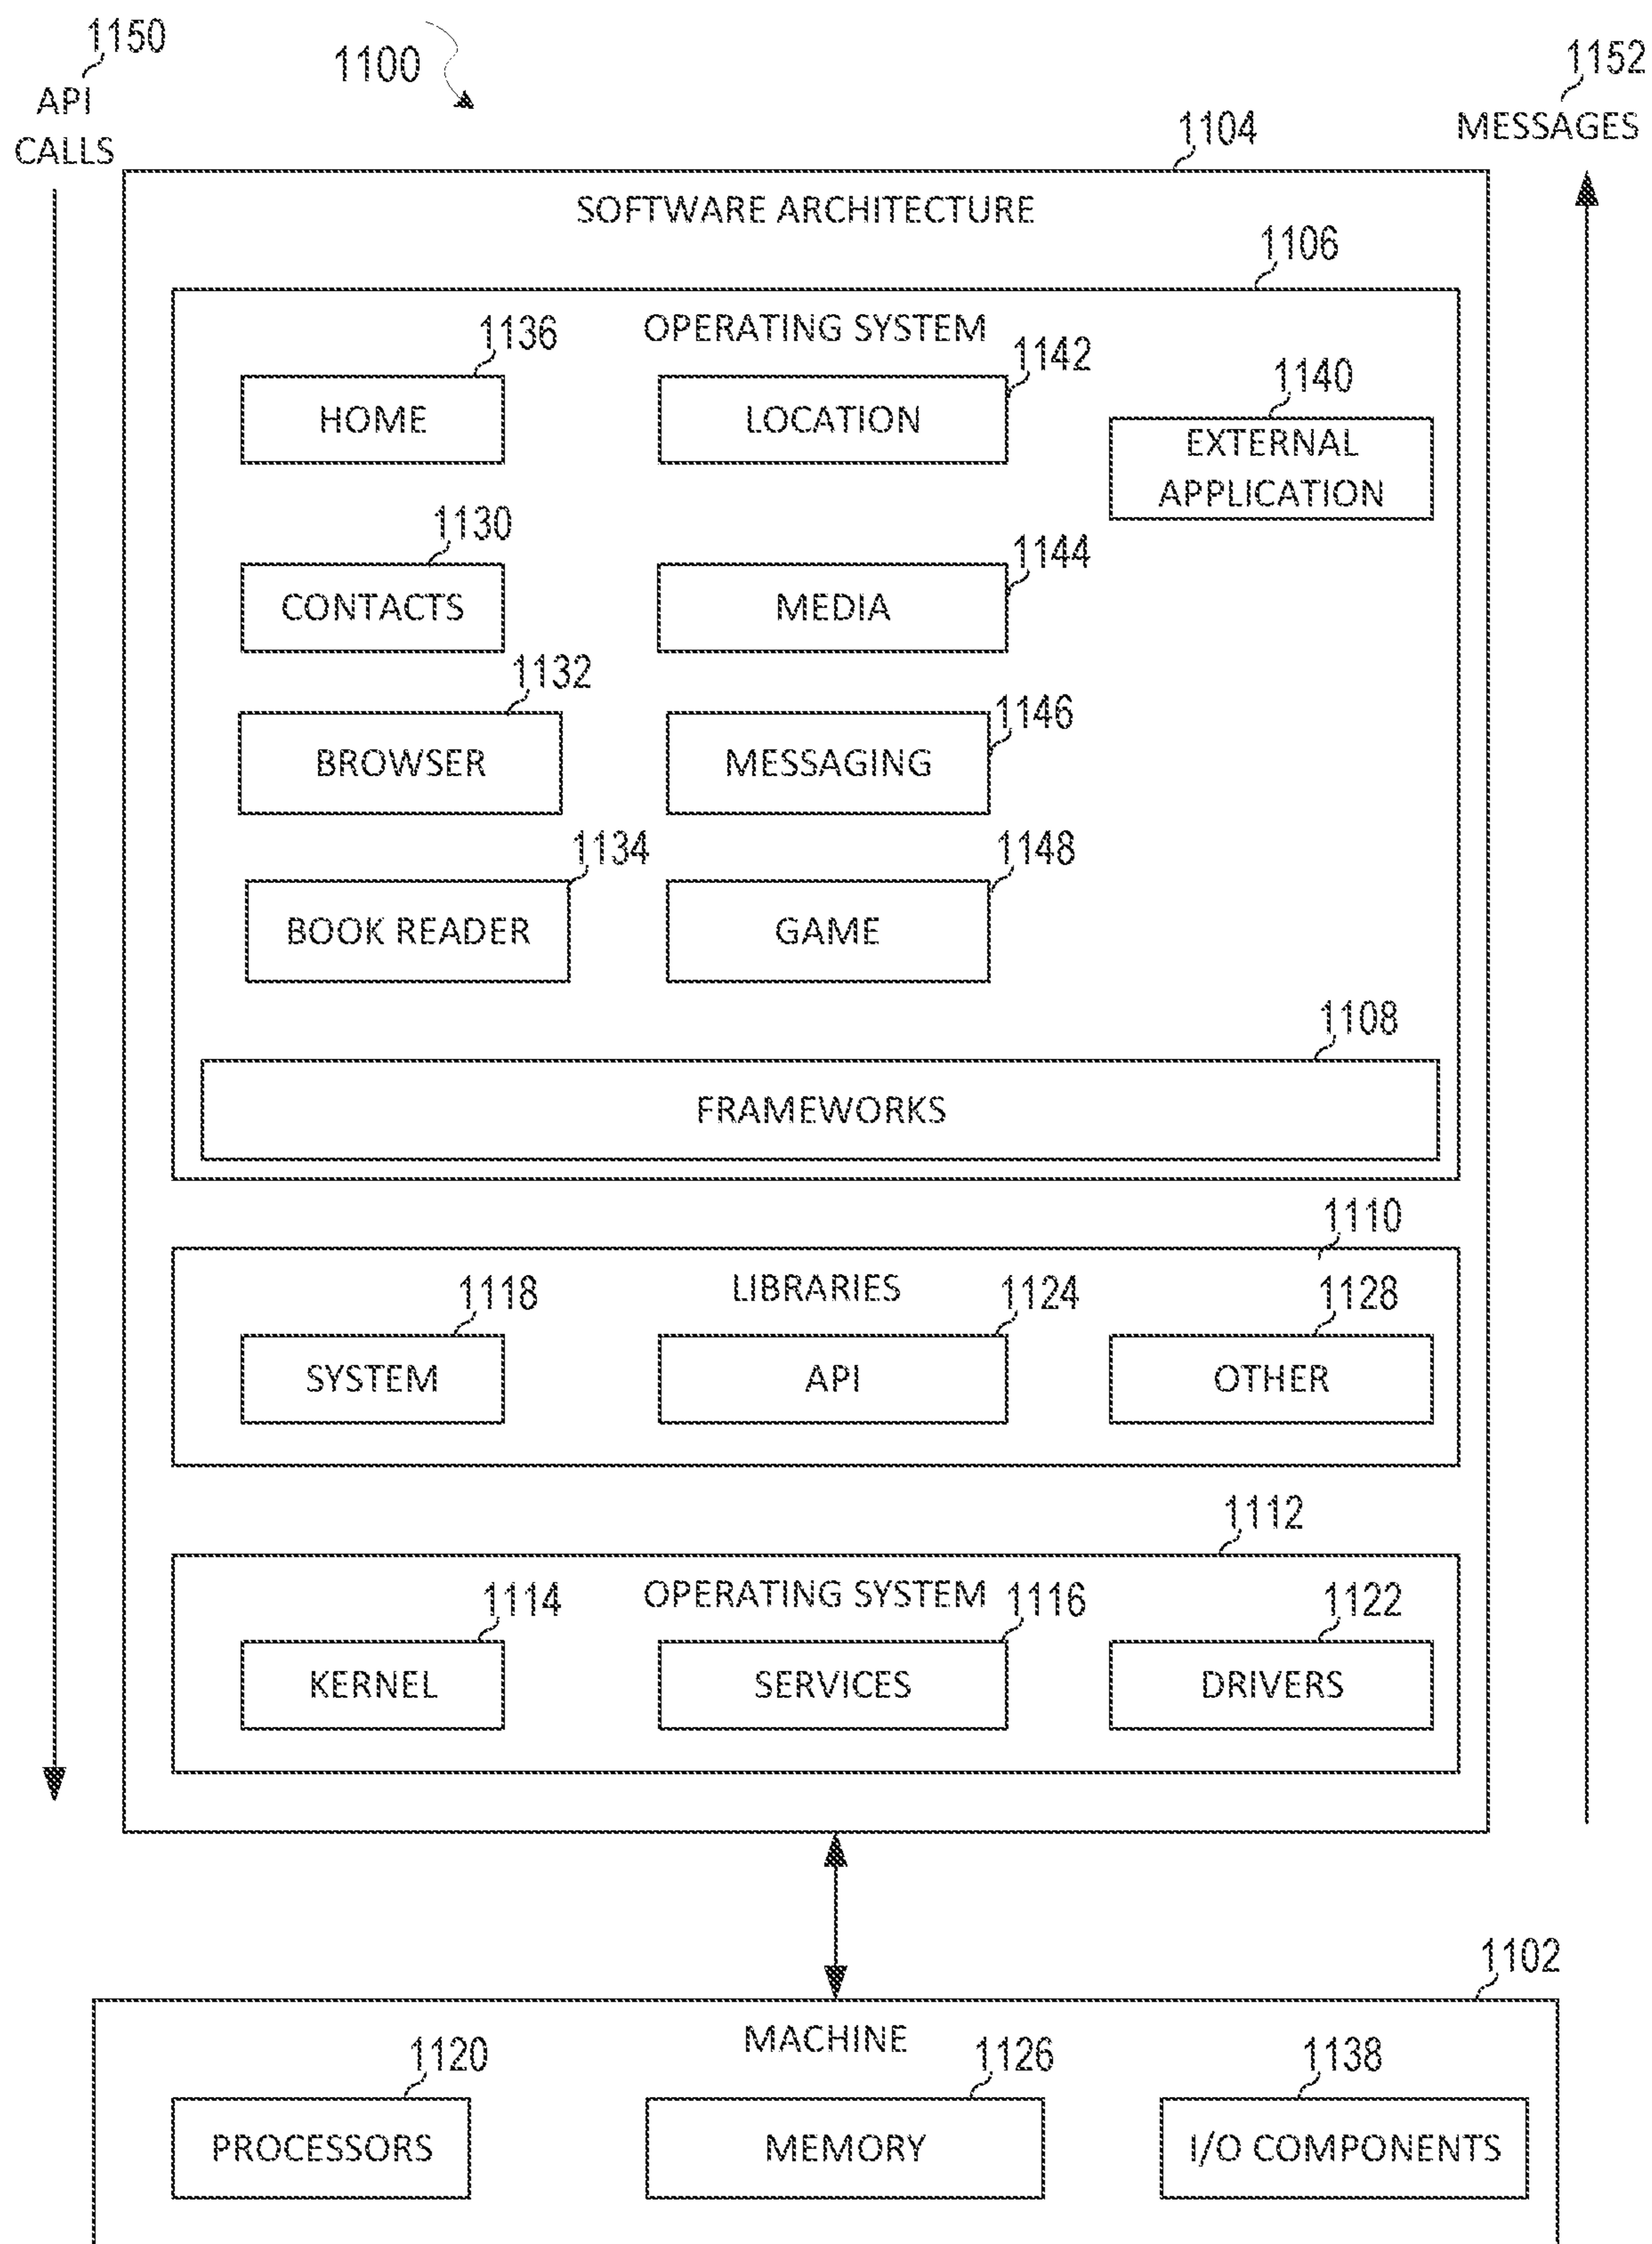 1150
1100
1152
API
CALLS
MESSAGES
1104
SOFTWARE ARCHITECTURE
1106
OPERATING SYSTEM
1136
1142
1140
HOME
LOCATION
EXTERNAL
APPLICATION
1130
1144
CONTACTS
MEDIA
1132
1146
BROWSER
MESSAGING
1134
1148
BOOK READER
GAME
1108
FRAMEWORKS
1110
LIBRARIES
1118
1124
1128
SYSTEM
API
OTHER
1112
OPERATING SYSTEM
1114
1116
1122
KERNEL
SERVICES
DRIVERS
1102
MACHINE
1120
1126
1138
PROCESSORS
MEMORY
I/O COMPONENTS